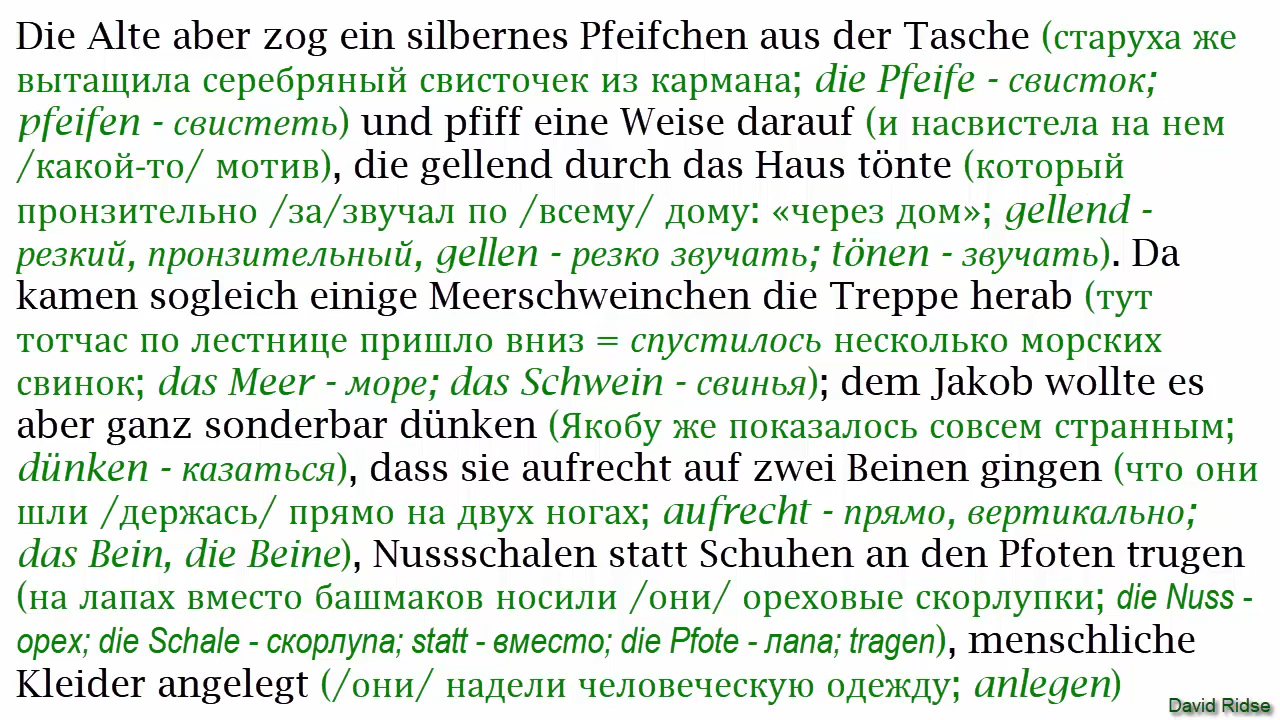 Die Alte aber zog ein silbernes Pfeifchen aus der Tasche (старуха же
вытащила серебряный свисточек из кармана; die Pfeife - свисток;
pfeifen - свистеть) und pfiff eine Weise darauf (и насвистела на нем
/какой-то/ мотив), die gellend durch das Haus tönte (который
пронзительно /за/звучал по /всему/ дому: «через дом»; gellend -
резкий, пронзительный, gellen - резко звучать; tönen - звучать). Da
kamen sogleich einige Meerschweinchen die Treppe herab (тут
тотчас по лестнице пришло вниз = спустилось несколько морских
свинок; das Meer - море; das Schwein - свинья); dem Jakob wollte es
aber ganz sonderbar dünken (Якобу же показалось совсем странным;
dünken - казаться), dass sie aufrecht auf zwei Beinen gingen (что они
шли /держась/ прямо на двух ногах; aufrecht - прямо, вертикально;
das Bein, die Beine), Nussschalen statt Schuhen an den Pfoten trugen
(на лапах вместо башмаков носили /они/ ореховые скорлупки; die Nuss -
орех; die Schale - скорлупа; statt - вместо; die Pfote - лапа; tragen), menschliche
Kleider angelegt (/они/ надели человеческую одежду; anlegen)
David Ridse